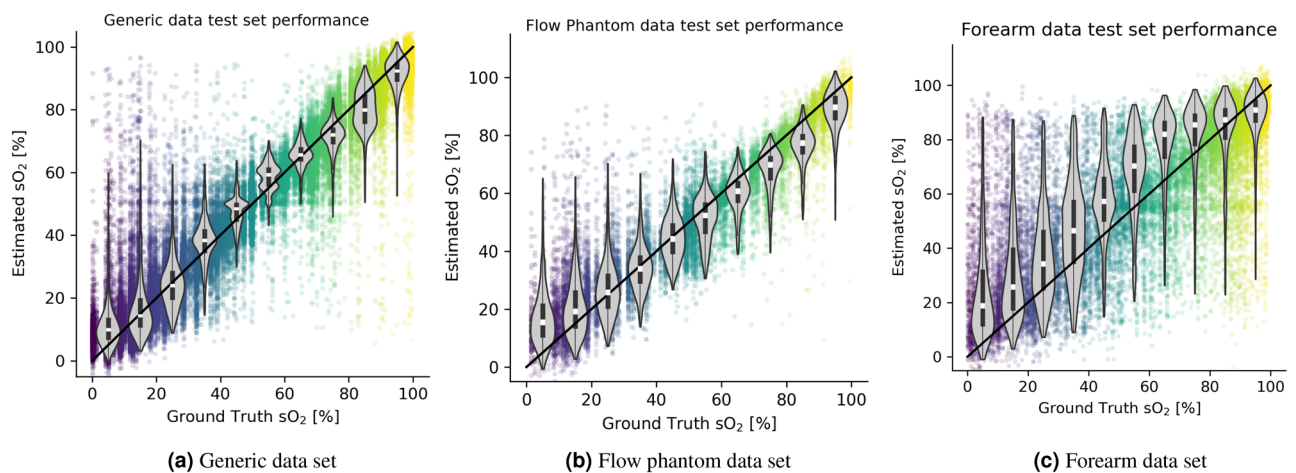 Generic data test set performance
Estimated sO2 [%]
100
80
60
40
20
0
0 20 40 60 80 100
Ground Truth sO2 [%]
(a) Generic data set
Flow Phantom data test set performance
Estimated sO2 [%]
100
80
60
40
20
0
0 20 40 60 80 100
Ground Truth sO2 [%]
(b) Flow phantom data set
Forearm data test set performance
Estimated sO2 [%]
100
80
60
40
20
0
0 20 40 60 80 100
Ground Truth sO2 [%]
(c) Forearm data set